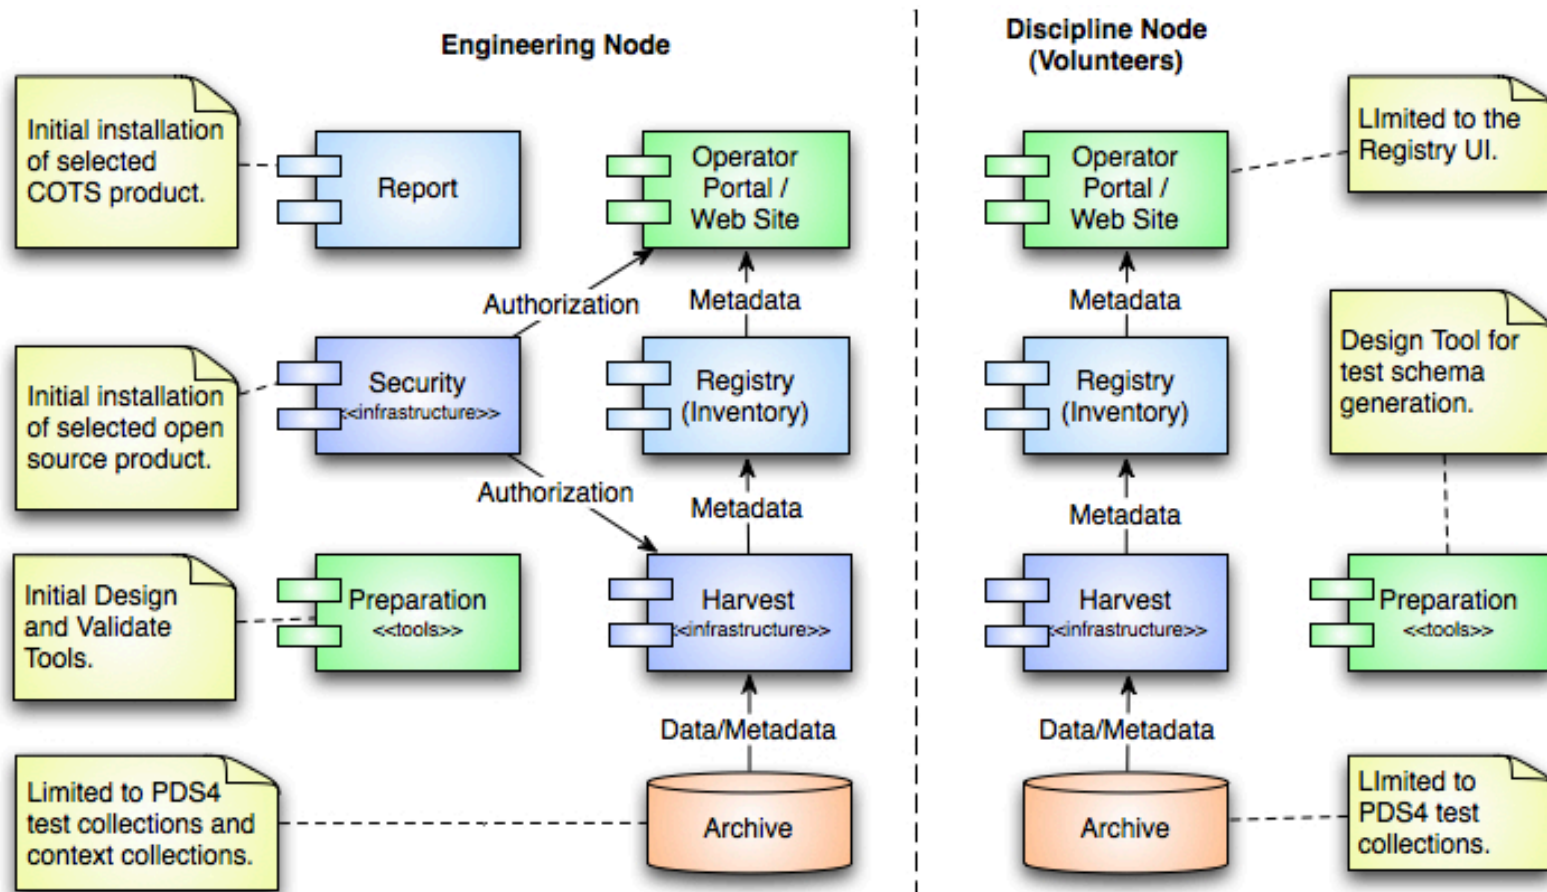 Engineering Node
Discipline Node
(Volunteers)
Initial installation
of selected
COTS product.
Report
Operator
Portal /
Web Site
Operator
Portal /
Web Site
LImited to the
Registry UI.
Authorization
Metadata
Metadata
Initial installation
of selected open
source product.
Security
<<infrastructure>>
Registry
(Inventory)
Registry
(Inventory)
Design Tool for
test schema
generation.
Authorization
Metadata
Metadata
Initial Design
and Validate
Tools.
Preparation
<<tools>>
Harvest
<<infrastructure>>
Harvest
<<infrastructure>>
Preparation
<<tools>>
Data/Metadata
Data/Metadata
Limited to PDS4
test collections and
context collections.
Archive
Archive
LImited to
PDS4 test
collections.